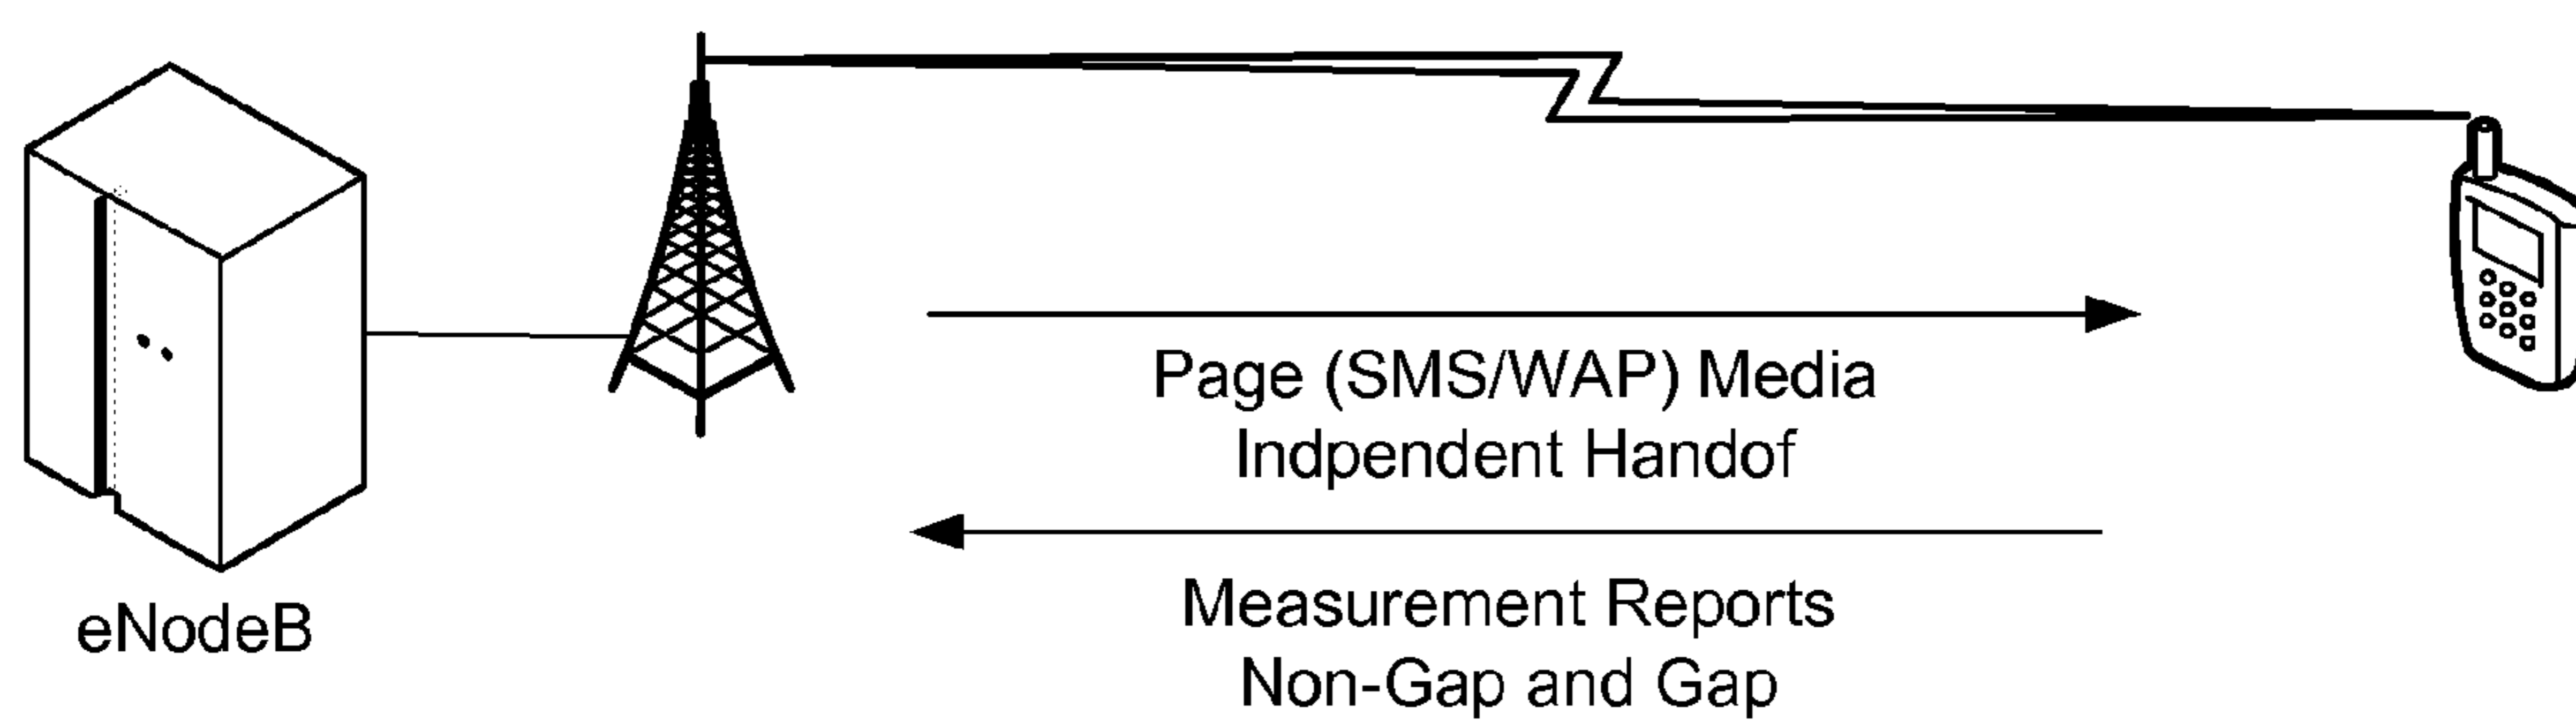 Page (SMS/WAP) Media
Indpendent Handof
Measurement Reports
Non-Gap and Gap
eNodeB